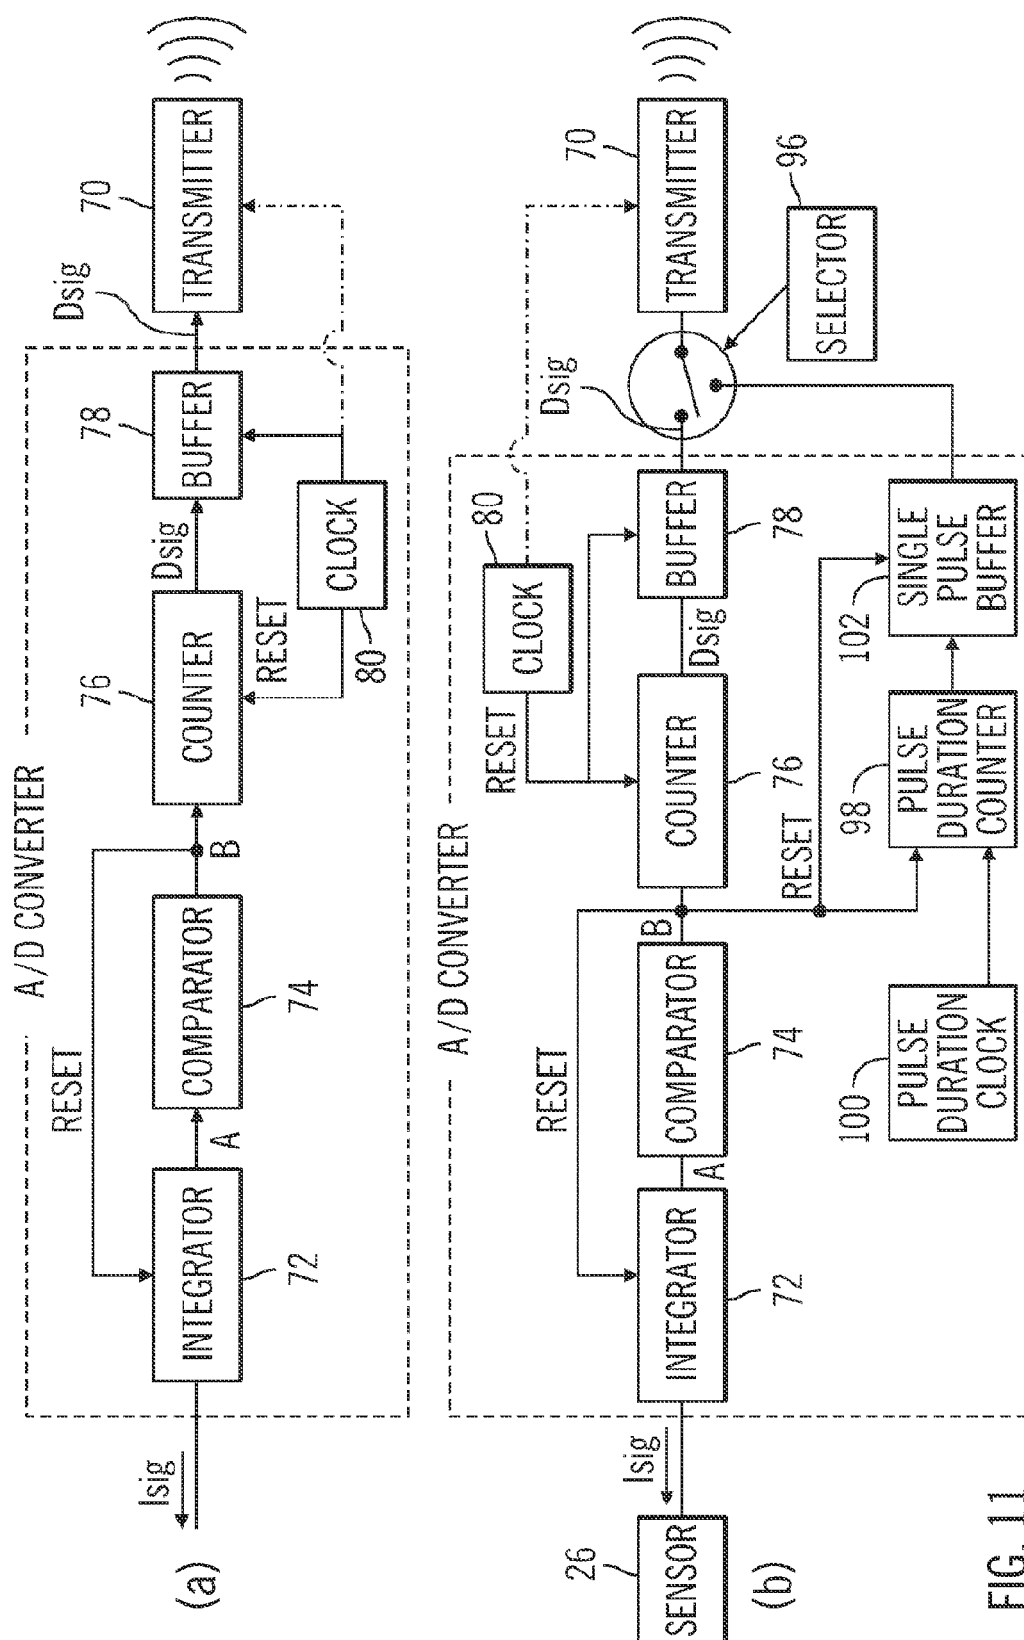 A/D CONVERTER
RESET
Isig
INTEGRATOR
72
A
COMPARATOR
74
B
76
COUNTER
RESET
Dsig
78
BUFFER
CLOCK
80
Dsig
70
TRANSMITTER
(a)
A/D CONVERTER
26
SENSOR
Isig
RESET
INTEGRATOR
72
A
COMPARATOR
74
B
RESET
COUNTER
76
80
CLOCK
Dsig
BUFFER
78
Dsig
70
TRANSMITTER
96
SELECTOR
RESET
100
PULSE
DURATION
CLOCK
98
PULSE
DURATION
COUNTER
102
SINGLE
PULSE
BUFFER
(b)
FIG. 11